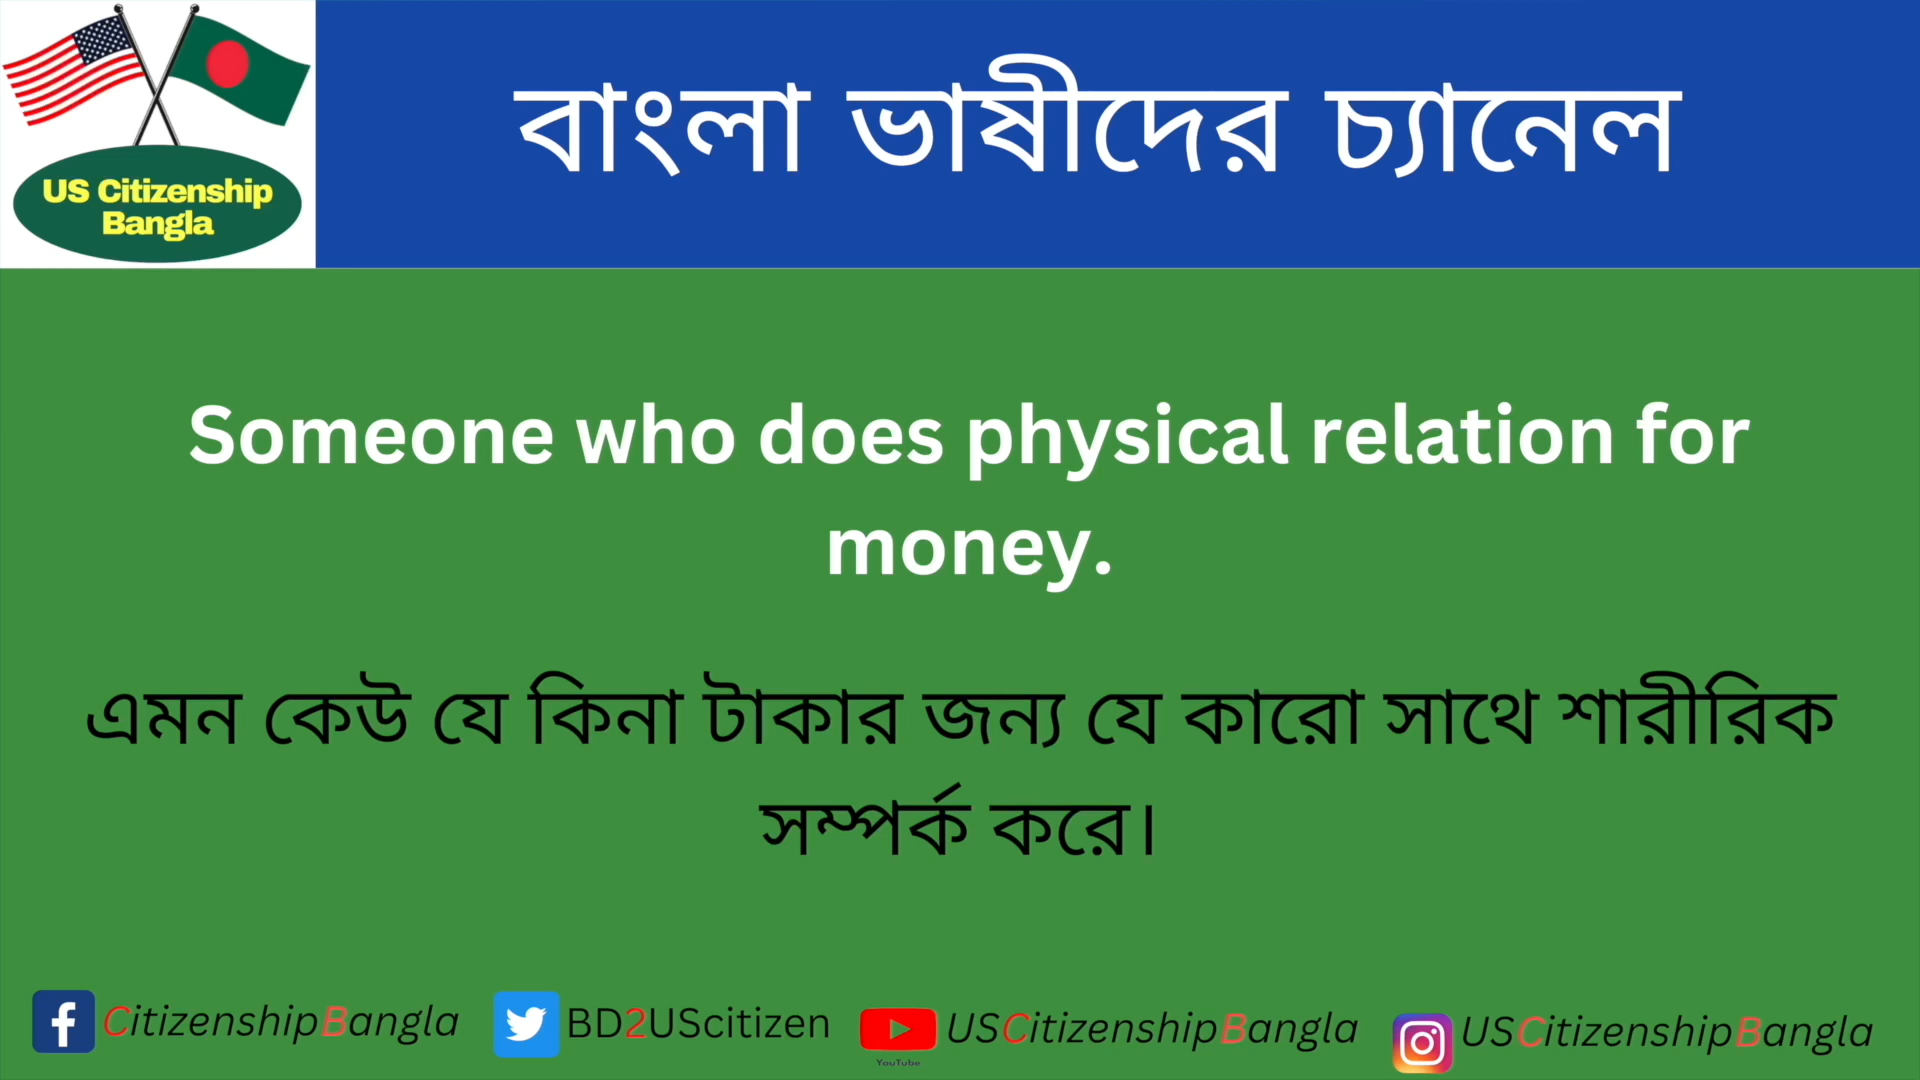 US Citizenship
Bangla
বাংলা ভাষীদের চ্যানেল
Someone who does physical relation for
money.
এমন কেউ যে কিনা টাকার জন্য যে কারো সাথে শারীরিক
সম্পর্ক করে।
CitizenshipBangla
BD2UScitizen
YouTube
USCitizenshipBangla
USCitizenshipBangla